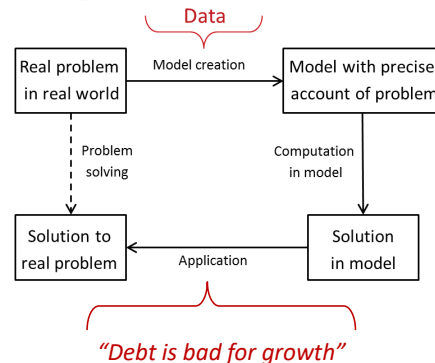 Data
Real problem
in real world
Model creation
Model with precise
account of problem
Problem
solving
Computation
in model
Solution to
real problem
Application
Solution
in model
“Debt is bad for growth”